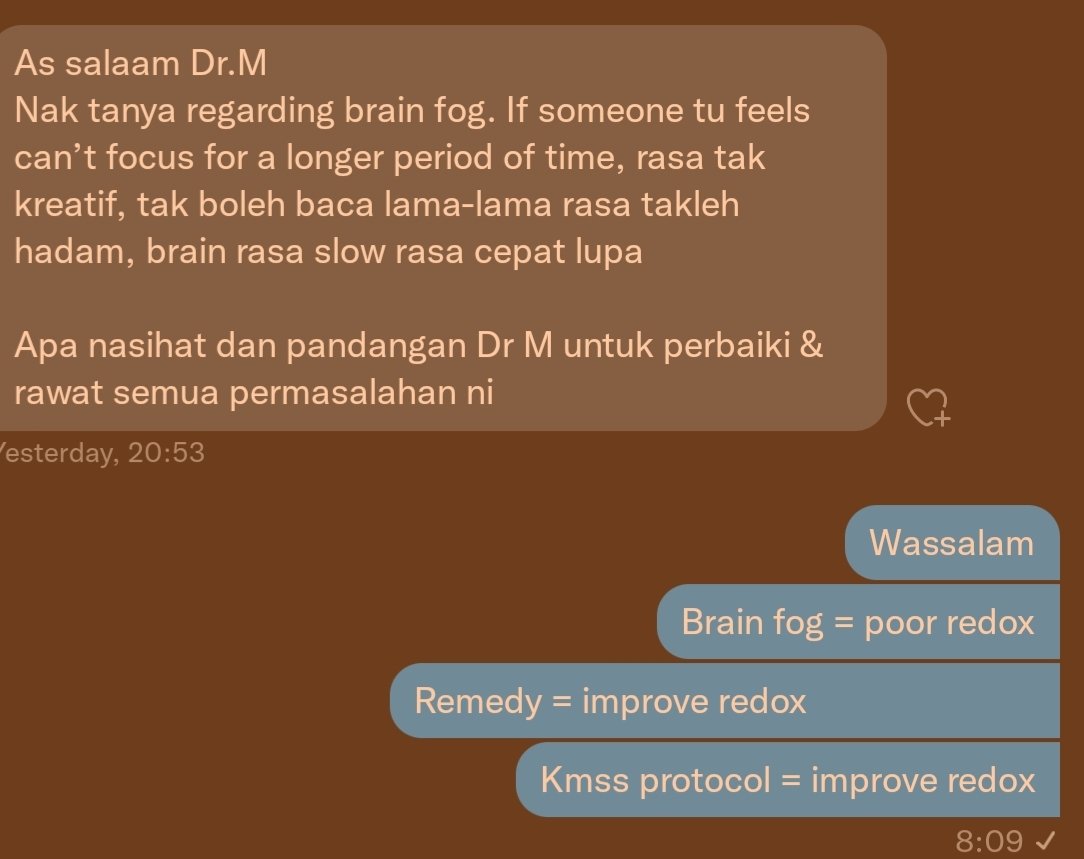 As salaam Dr.M
Nak tanya regarding brain fog. If someone tu feels
can't focus for a longer period of time, rasa tak
kreatif, tak boleh baca lama-lama rasa takleh
hadam, brain rasa slow rasa cepat lupa
Apa nasihat dan pandangan Dr M untuk perbaiki &
rawat semua permasalahan ni
Yesterday, 20:53
Wassalam
Brain fog = poor redox
Remedy = improve redox
Kmss protocol = improve redox
8:09